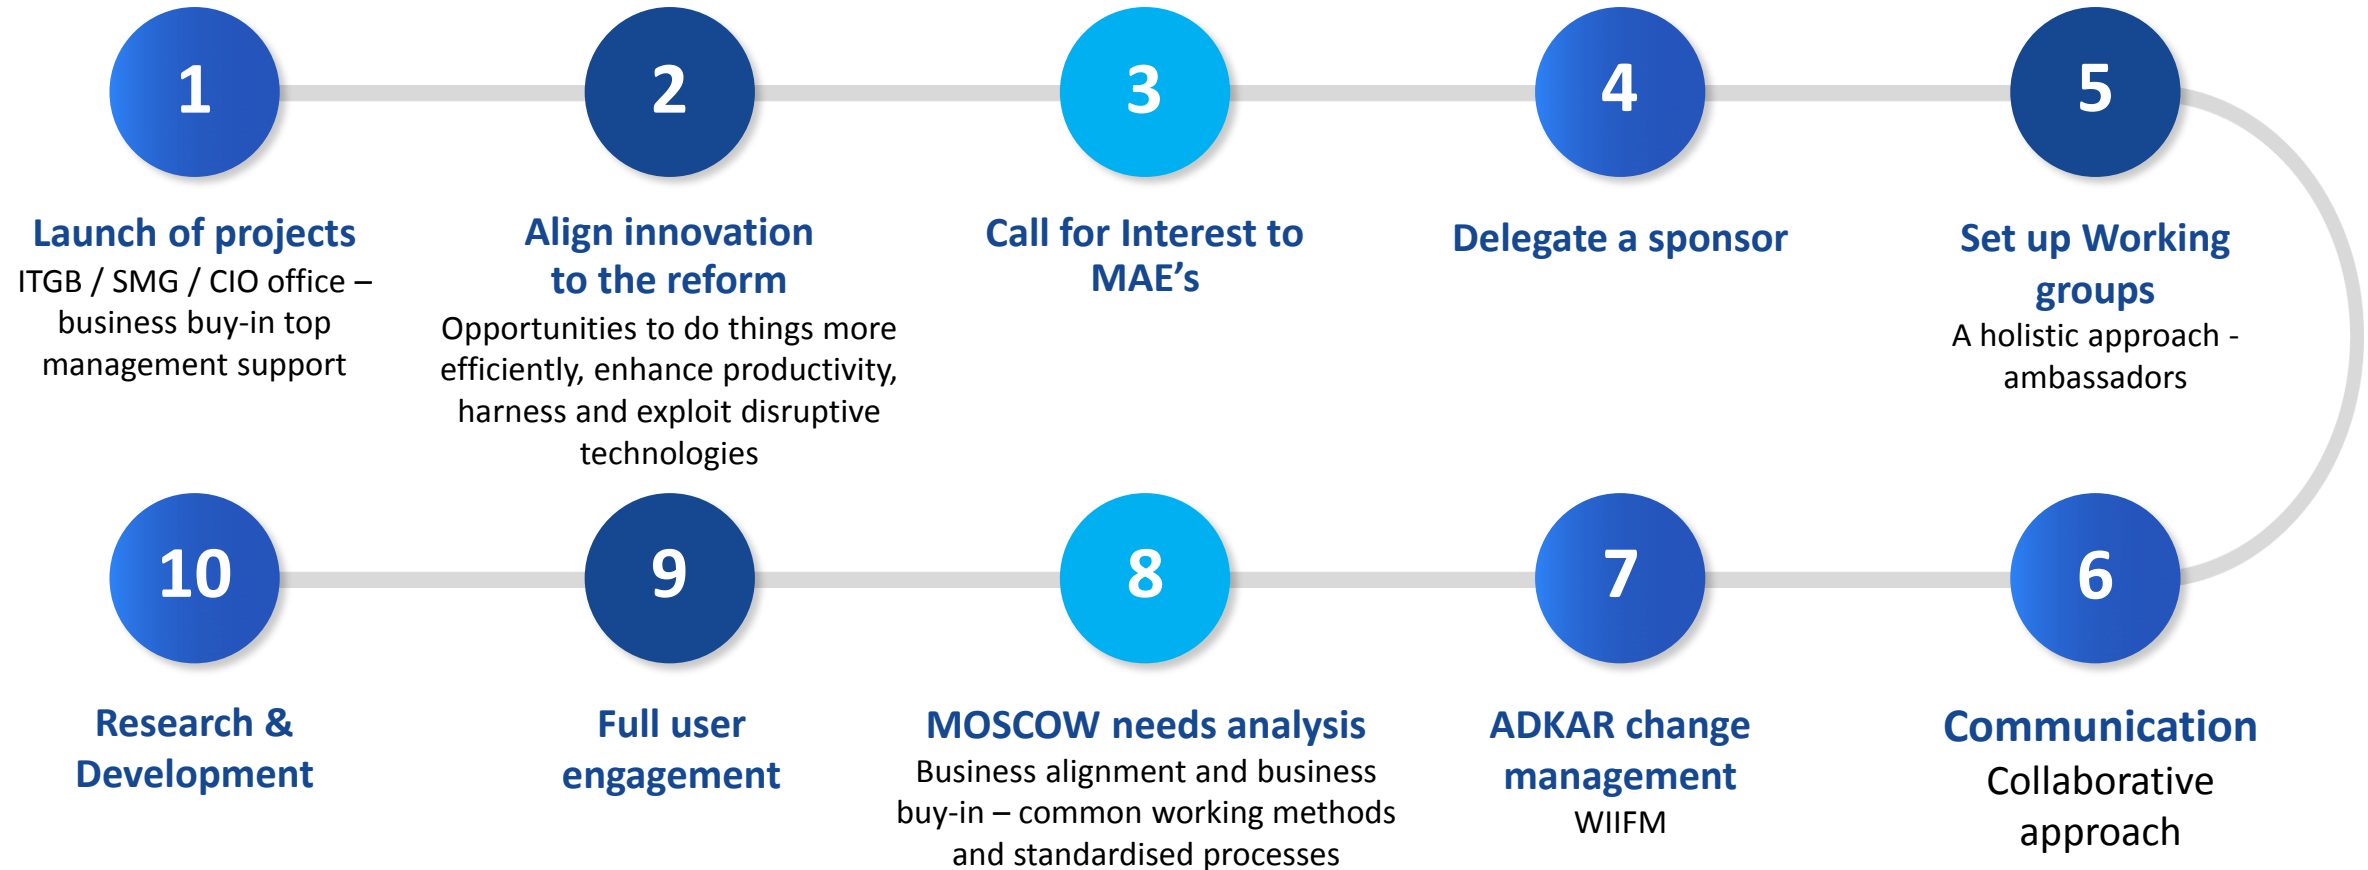 1
Launch of projects
ITGB / SMG / CIO office –
business buy-in top
management support
2
Align innovation
to the reform
Opportunities to do things more
efficiently, enhance productivity,
harness and exploit disruptive
technologies
3
Call for Interest to
MAE’s
4
Delegate a sponsor
5
Set up Working
groups
A holistic approach -
ambassadors
6
Communication
Collaborative
approach
7
ADKAR change
management
WIIFM
8
MOSCOW needs analysis
Business alignment and business
buy-in – common working methods
and standardised processes
9
Full user
engagement
10
Research &
Development